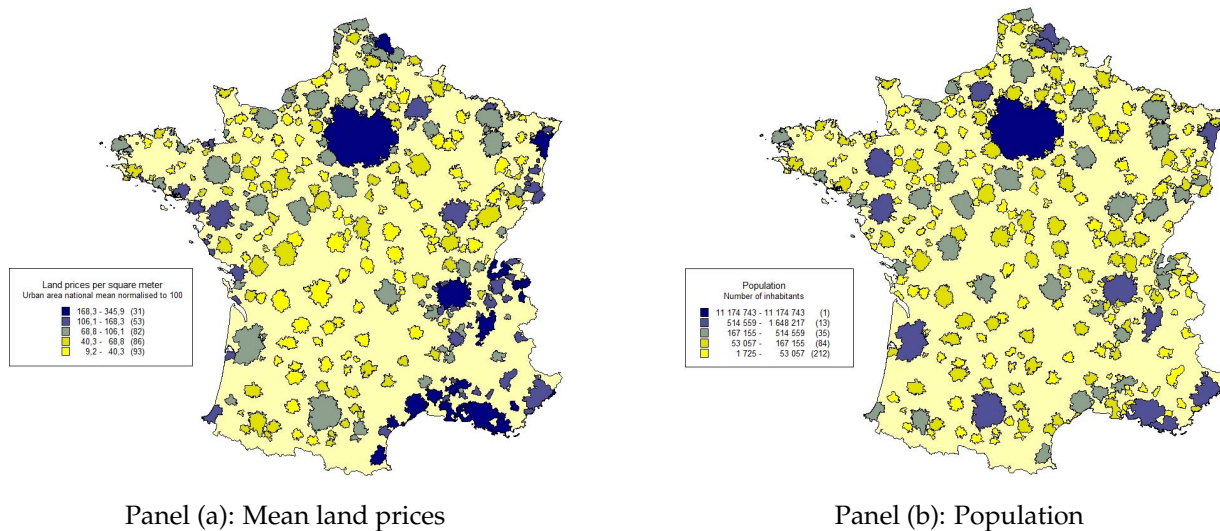 Land prices per square meter
Urban area national mean normalised to 100
168,3 - 345,9 (31)
106,1 - 168,3 (53)
68,8 - 106,1 (82)
40,3 - 68,8 (86)
9,2 - 40,3 (93)
Population
Number of inhabitants
11 174 743 - 11 174 743 (1)
514 559 - 1 648 217 (13)
167 155 - 514 559 (35)
53 057 - 167 155 (84)
1 725 - 53 057 (212)
Panel (a): Mean land prices
Panel (b): Population